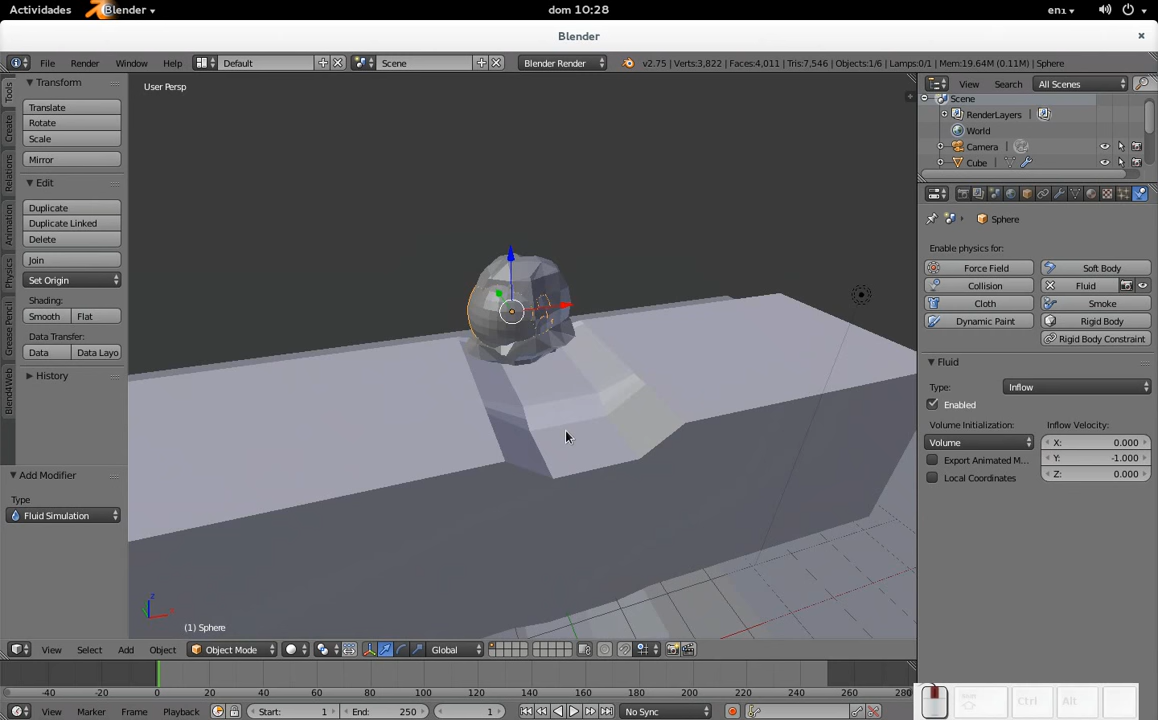 Actividades Blender dom 10:28 en1
Blender ×
File Render Window Help Default Scene Blender Render v2.75 | Verts:3,822 | Faces:4,011 | Tris:7,546 | Objects:1/6 | Lamps:0/1 | Mem:19.64M (0.11M) | Sphere
Tools
Create
Relations
Animation
Physics
Grease Pencil
Blend4Web
Transform
Translate
Rotate
Scale
Mirror
Edit
Duplicate
Duplicate Linked
Delete
Join
Set Origin
Shading:
Smooth Flat
Data Transfer:
Data Data Layo
History
Add Modifier
Type
Fluid Simulation
User Persp
(1) Sphere
View Search All Scenes
Scene
RenderLayers
World
Camera
Cube
Sphere
Enable physics for:
Force Field Soft Body
Collision Fluid
Cloth Smoke
Dynamic Paint Rigid Body
Rigid Body Constraint
Fluid
Type: Inflow
Enabled
Volume Initialization: Inflow Velocity:
Volume X: 0.000
Export Animated M... Y: -1.000
Local Coordinates Z: 0.000
View Select Add Object Object Mode Global
-40 -20 0 20 40 60 80 100 120 140 160 180 200 220 240 260 280
View Marker Frame Playback Start: 1 End: 250 1 No Sync
Ctrl Alt